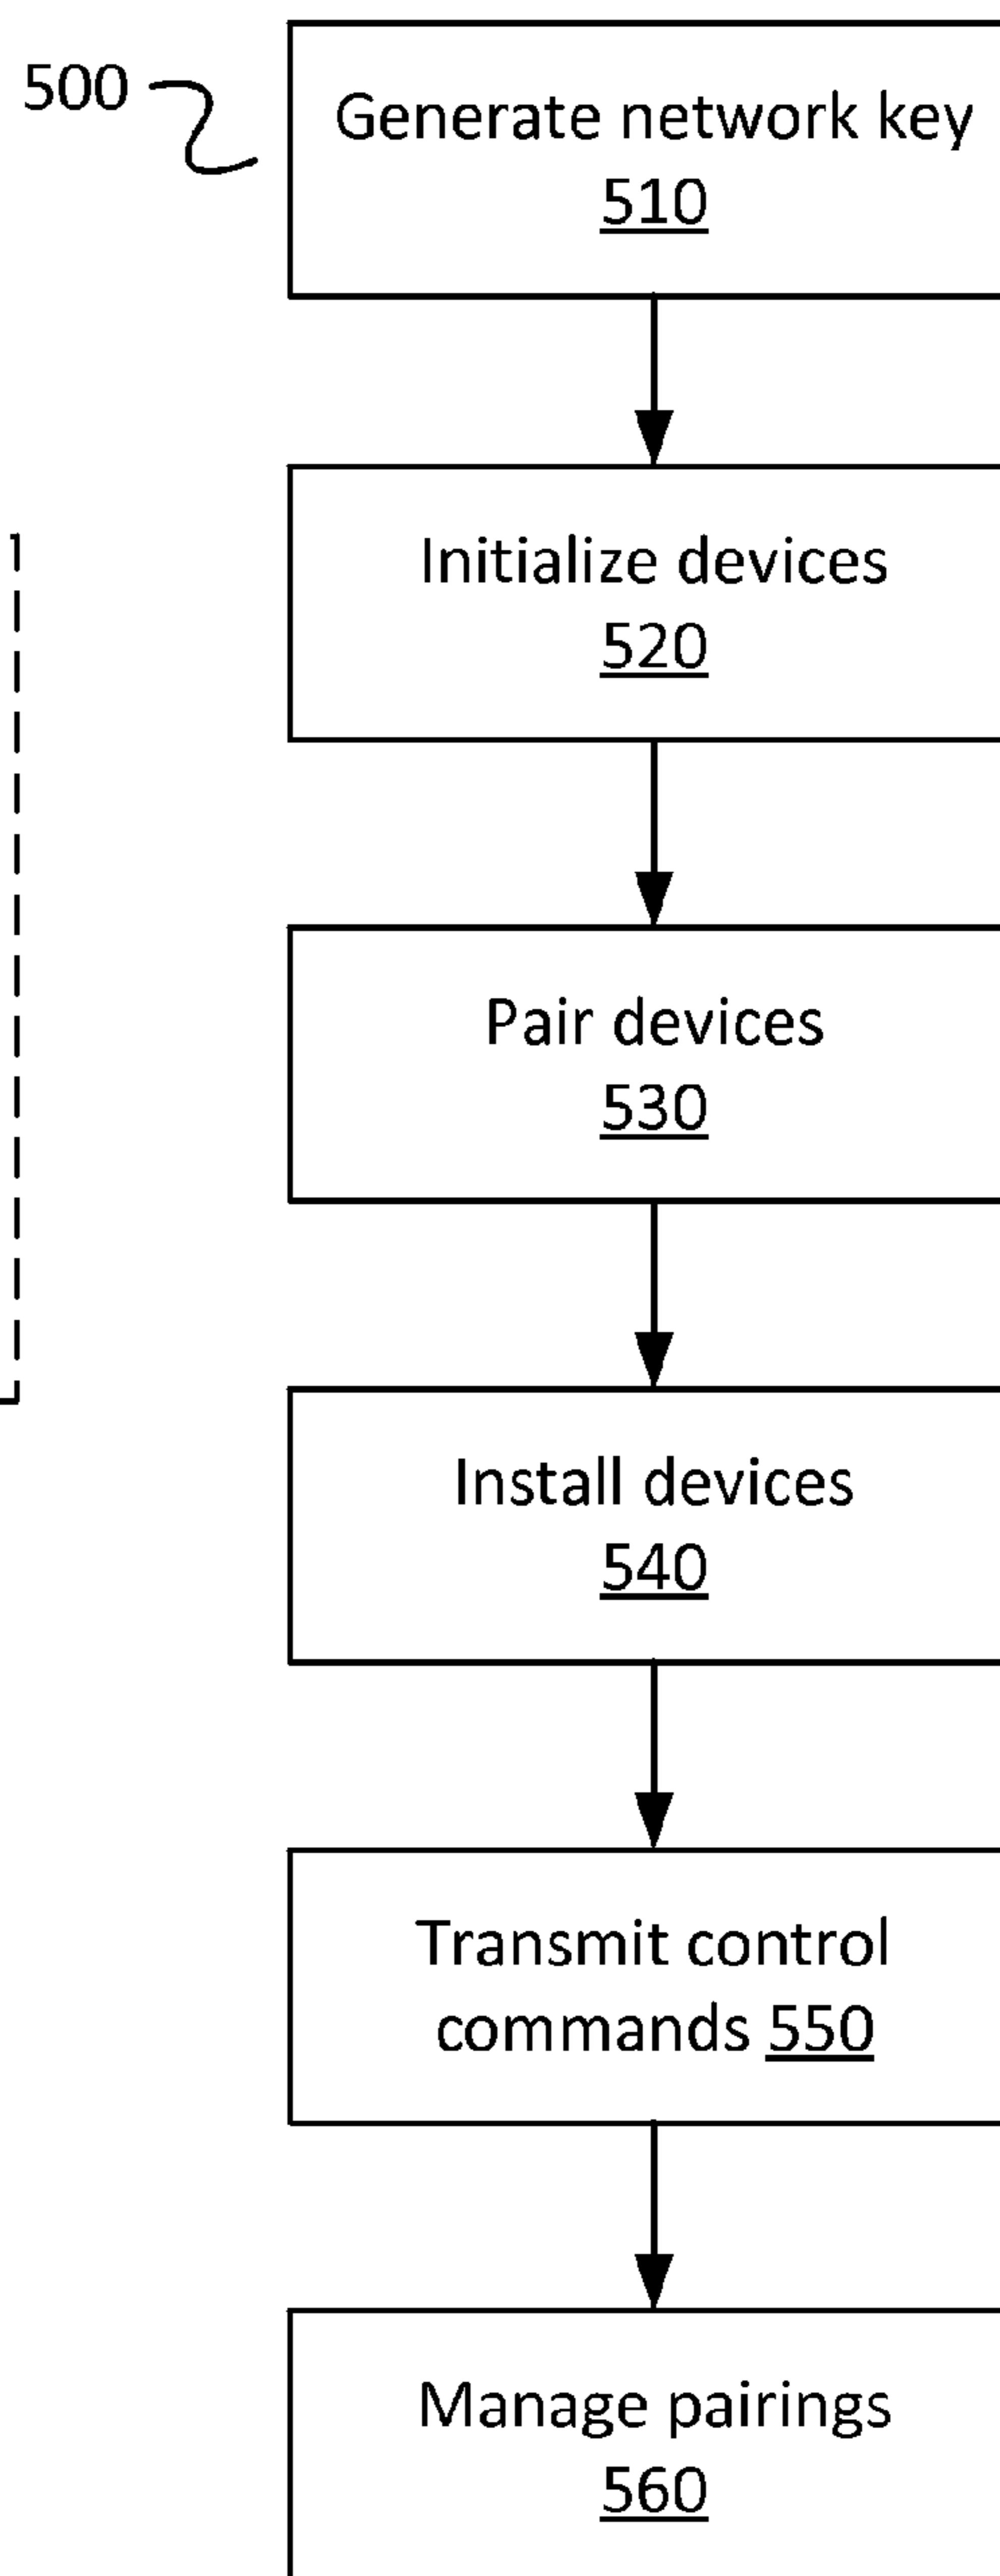 500
Generate network key
510
Initialize devices
520
Pair devices
530
Install devices
540
Transmit control
commands 550
Manage pairings
560